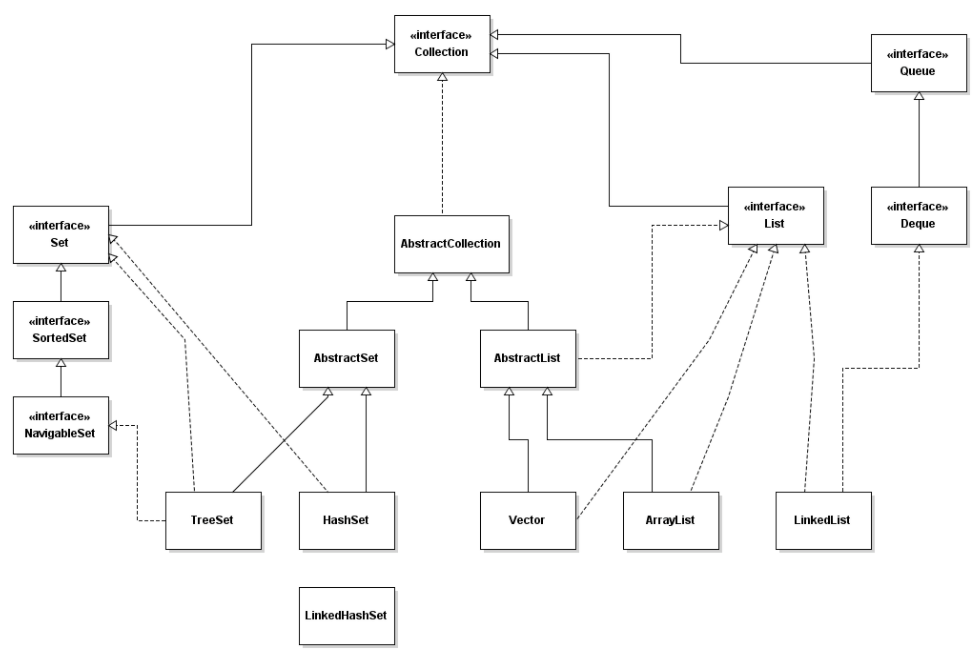 «interface»
Collection
«interface»
Queue
«interface»
Set
AbstractCollection
«interface»
List
«interface»
Deque
«interface»
SortedSet
AbstractSet
AbstractList
«interface»
NavigableSet
TreeSet
HashSet
Vector
ArrayList
LinkedList
LinkedHashSet